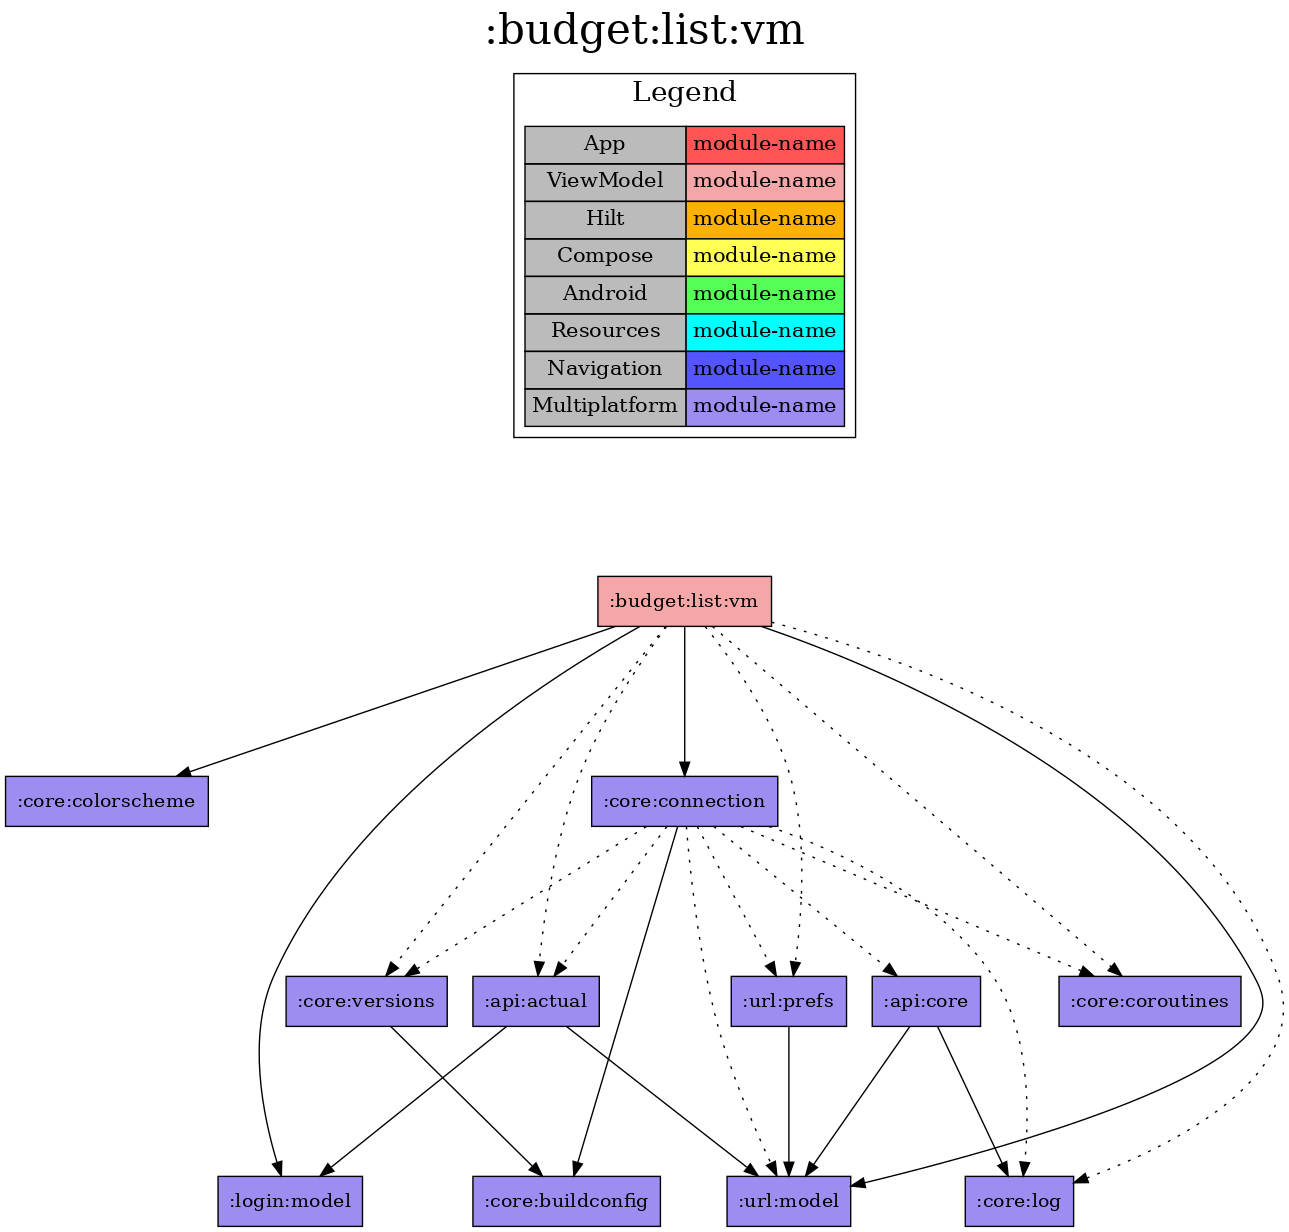 :budget:list:vm
Legend
App module-name
ViewModel module-name
Hilt module-name
Compose module-name
Android module-name
Resources module-name
Navigation module-name
Multiplatform module-name
:budget:list:vm
:core:colorscheme
:core:connection
:core:versions
:api:actual
:url:prefs
:api:core
:core:coroutines
:login:model
:core:buildconfig
:url:model
:core:log